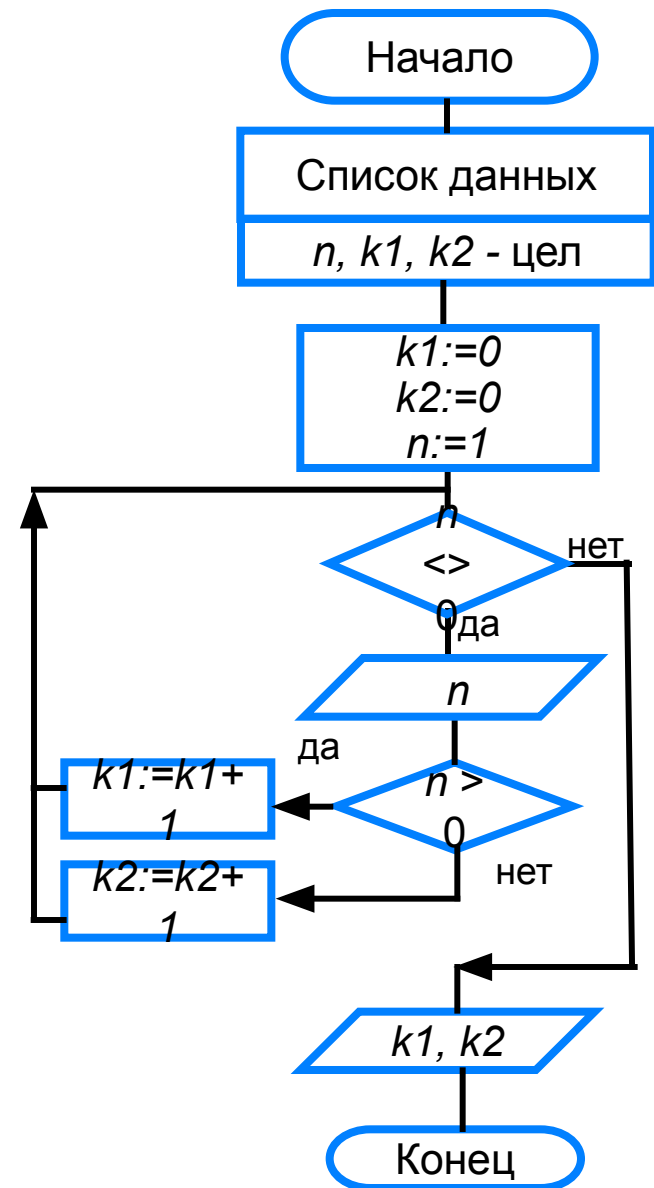 Начало
Список данных
n, k1, k2 - цел
k1:=0
k2:=0
n:=1
n
<>
0
нет
да
n
да
n >
0
k1:=k1+
1
нет
k2:=k2+
1
k1, k2
Конец